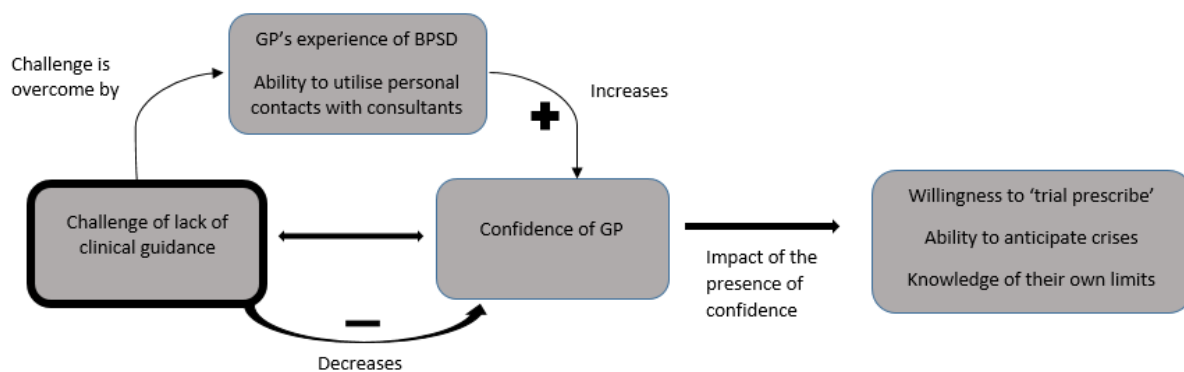 GP’s experience of BPSD
Ability to utilise personal
contacts with consultants
Challenge is
overcome by
Increases
Challenge of lack of
clinical guidance
Confidence of GP
Willingness to ‘trial prescribe’
Ability to anticipate crises
Knowledge of their own limits
Impact of the
presence of
confidence
Decreases